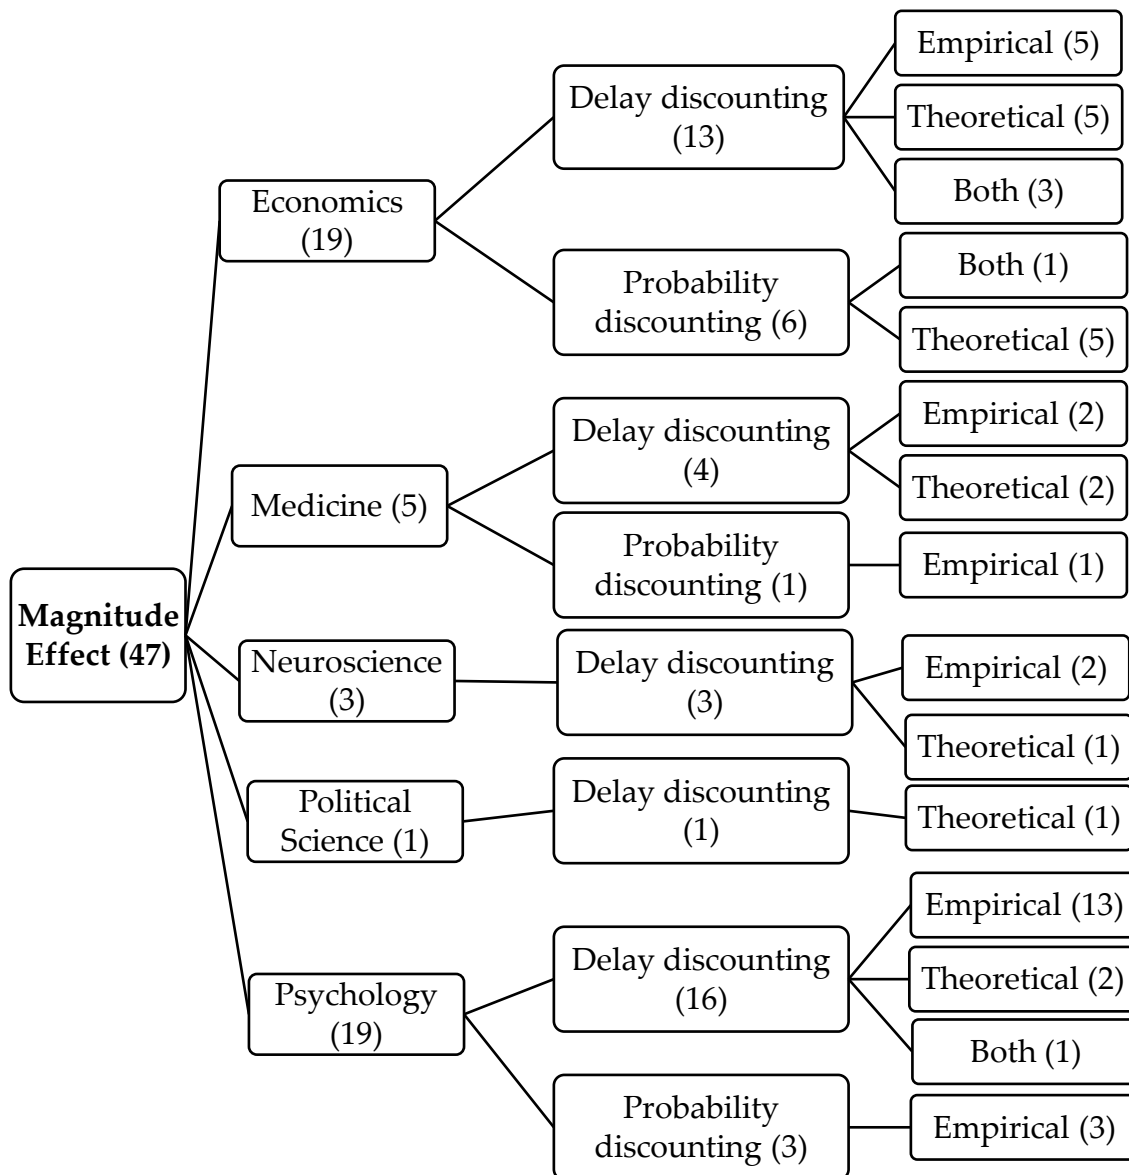 Magnitude
Effect (47)
Economics
(19)
Delay discounting
(13)
Empirical (5)
Theoretical (5)
Both (3)
Probability
discounting (6)
Both (1)
Theoretical (5)
Medicine (5)
Delay discounting
(4)
Empirical (2)
Theoretical (2)
Probability
discounting (1)
Empirical (1)
Neuroscience
(3)
Delay discounting
(3)
Empirical (2)
Theoretical (1)
Political
Science (1)
Delay discounting
(1)
Theoretical (1)
Psychology
(19)
Delay discounting
(16)
Empirical (13)
Theoretical (2)
Both (1)
Probability
discounting (3)
Empirical (3)